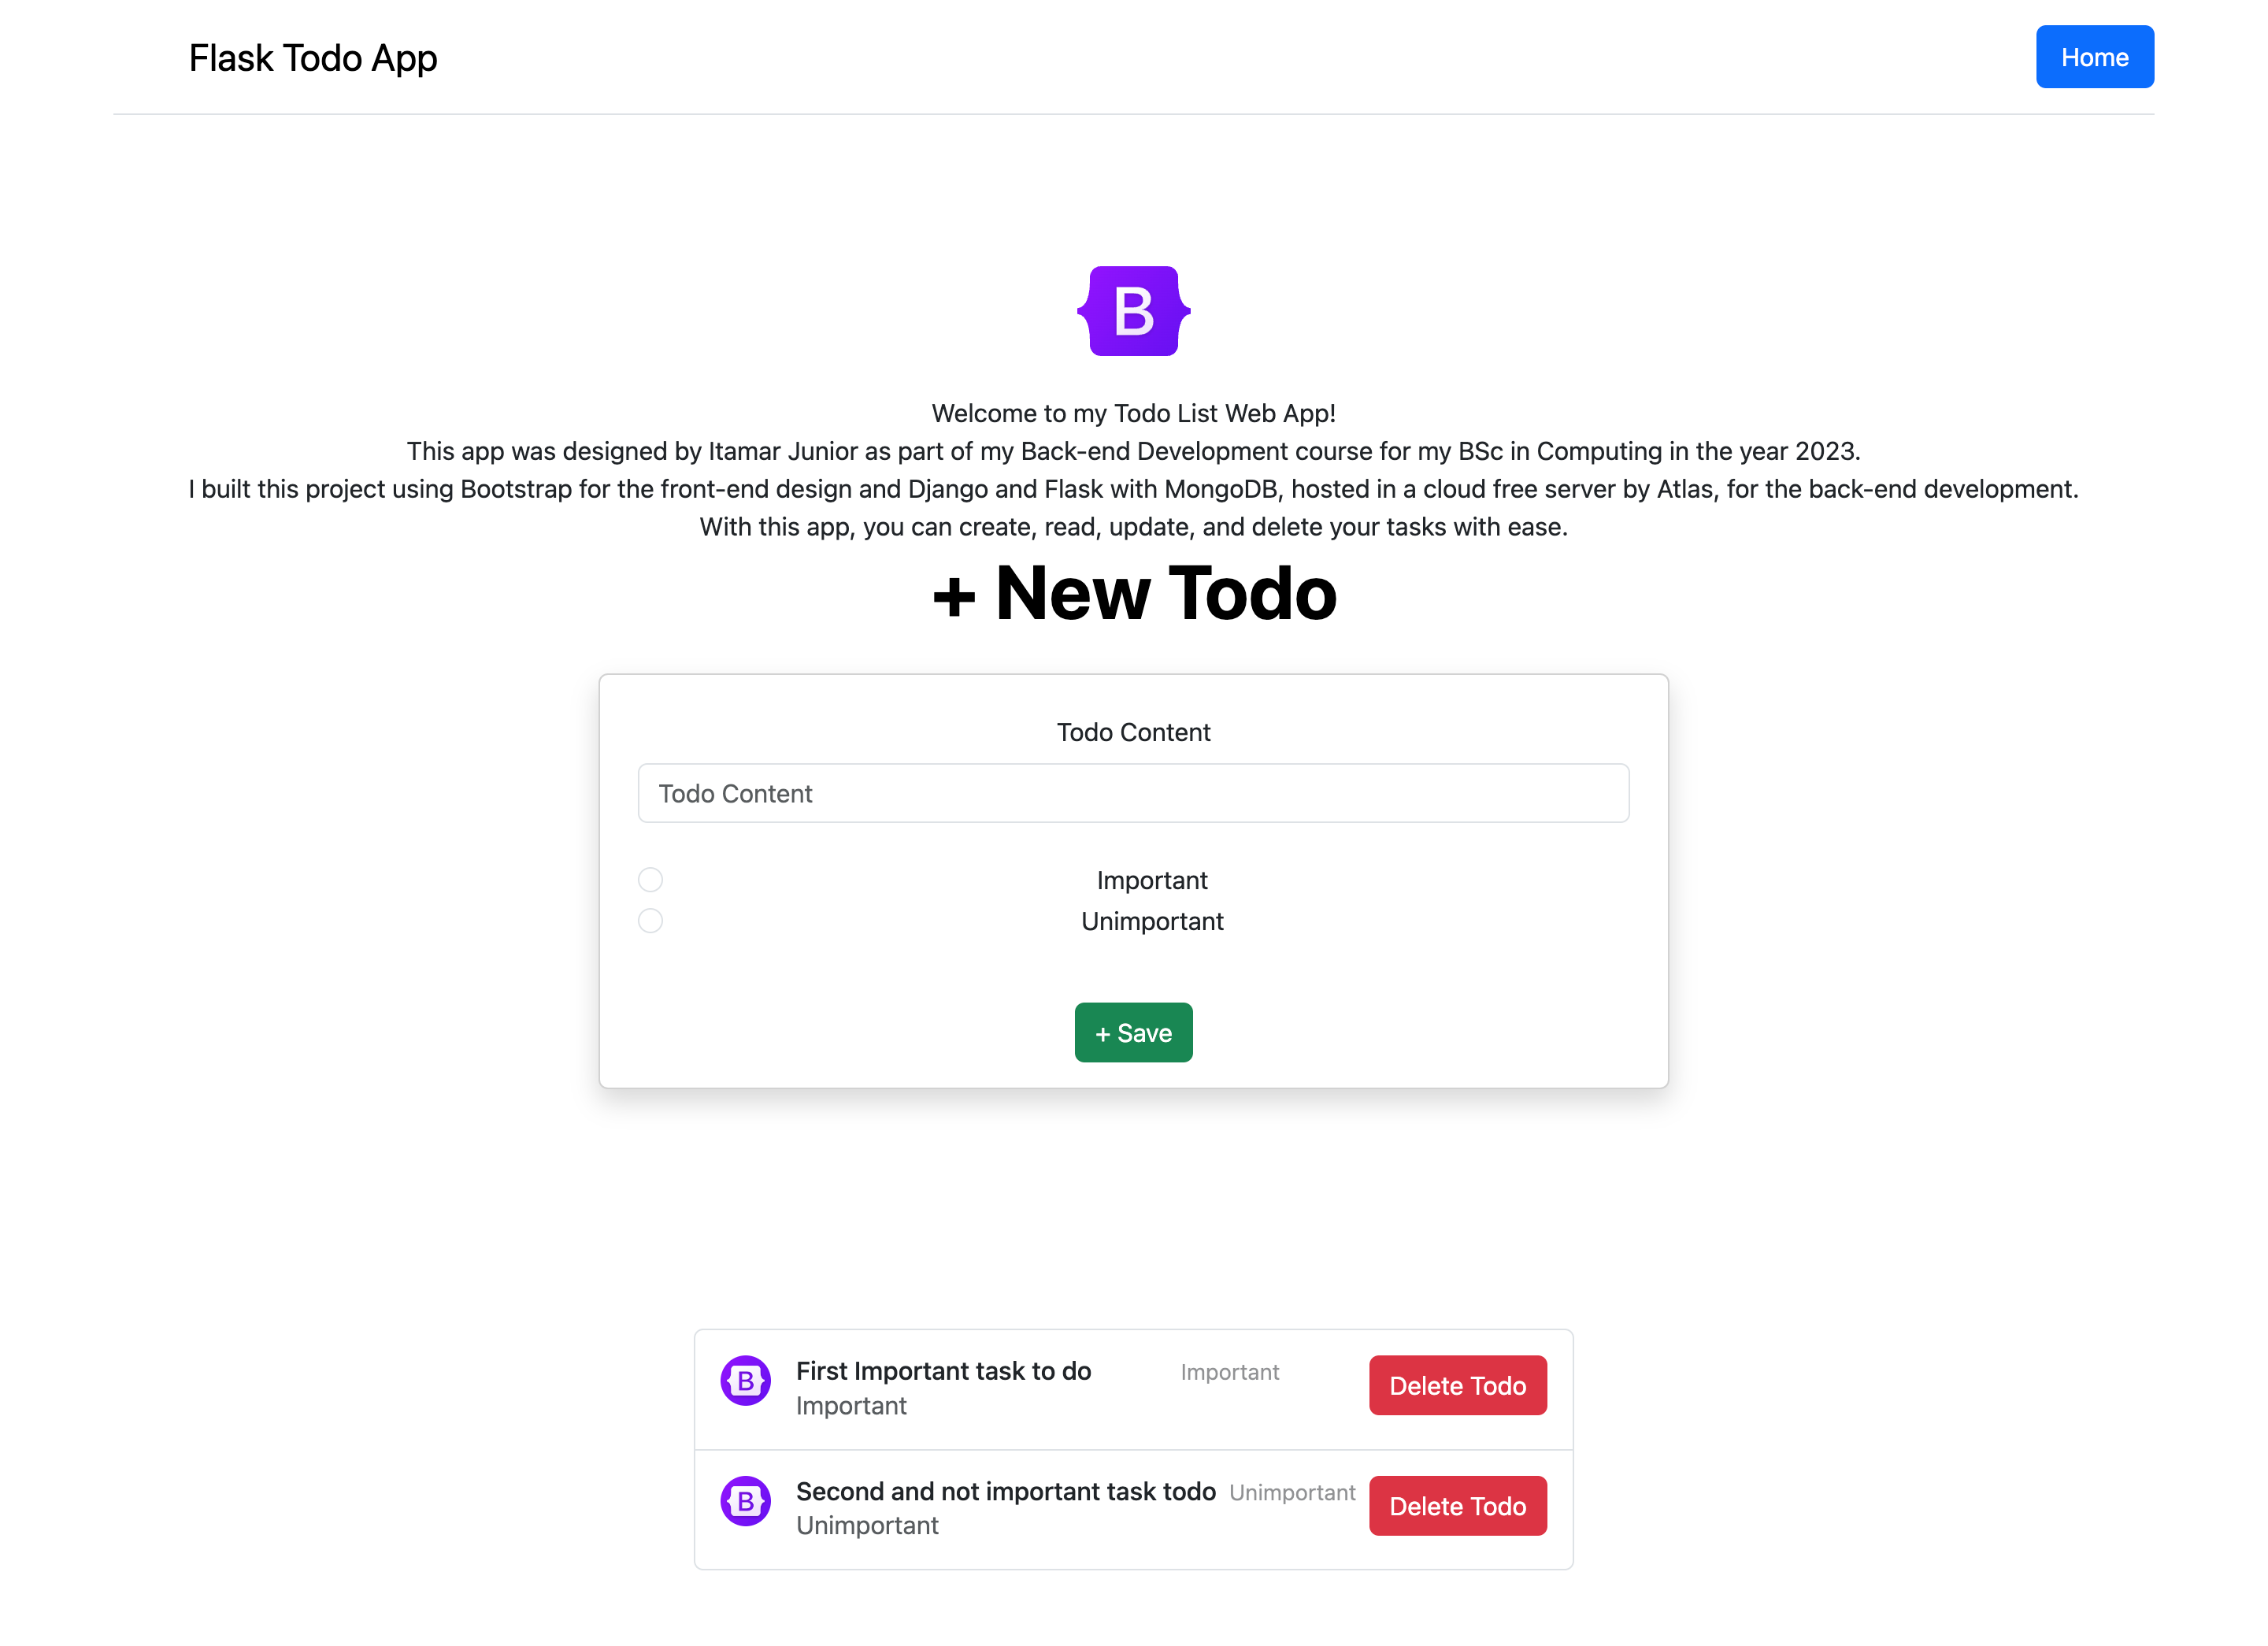 Flask Todo App
Home
B
Welcome to my Todo List Web App!
This app was designed by Itamar Junior as part of my Back-end Development course for my BSc in Computing in the year 2023.
I built this project using Bootstrap for the front-end design and Django and Flask with MongoDB, hosted in a cloud free server by Atlas, for the back-end development.
With this app, you can create, read, update, and delete your tasks with ease.
+ New Todo
Todo Content
Todo Content
Important
Unimportant
+ Save
B
First Important task to do
Important
Important
Delete Todo
B
Second and not important task todo
Unimportant
Unimportant
Delete Todo